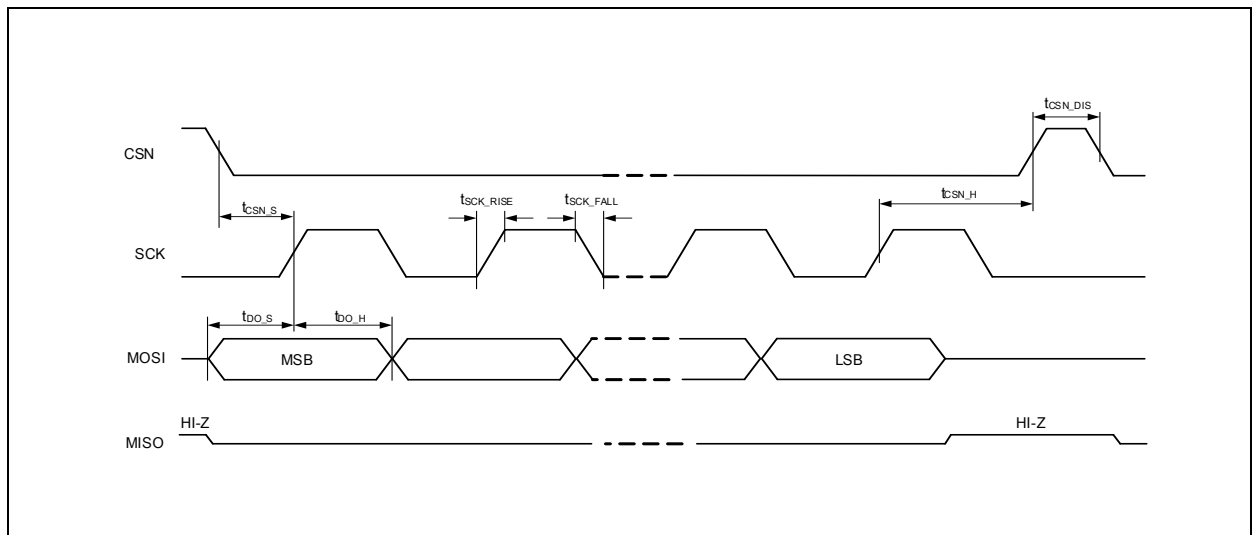 tCSN_DIS
CSN
tCSN_H
tCSN_S
tSCK_RISE
tSCK_FALL
SCK
tDO_S
tDO_H
MOSI
MSB
LSB
HI-Z
HI-Z
MISO